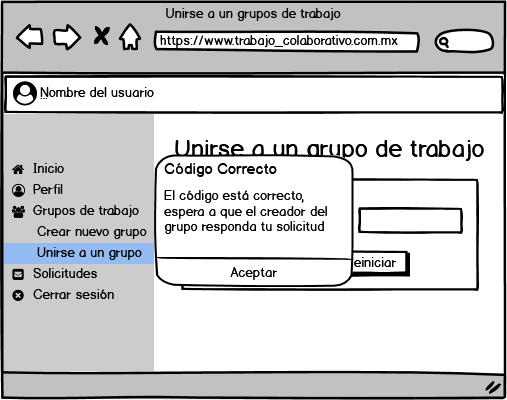 Unirse a un grupos de trabajo
https://www.trabajo_colaborativo.com.mx
Nombre del usuario
Unirse a un grupo de trabajo
Inicio
Perfil
Grupos de trabajo
Crear nuevo grupo
Unirse a un grupo
Solicitudes
Cerrar sesión
Código Correcto
El código está correcto,
espera a que el creador del
grupo responda tu solicitud
Aceptar
einiciar